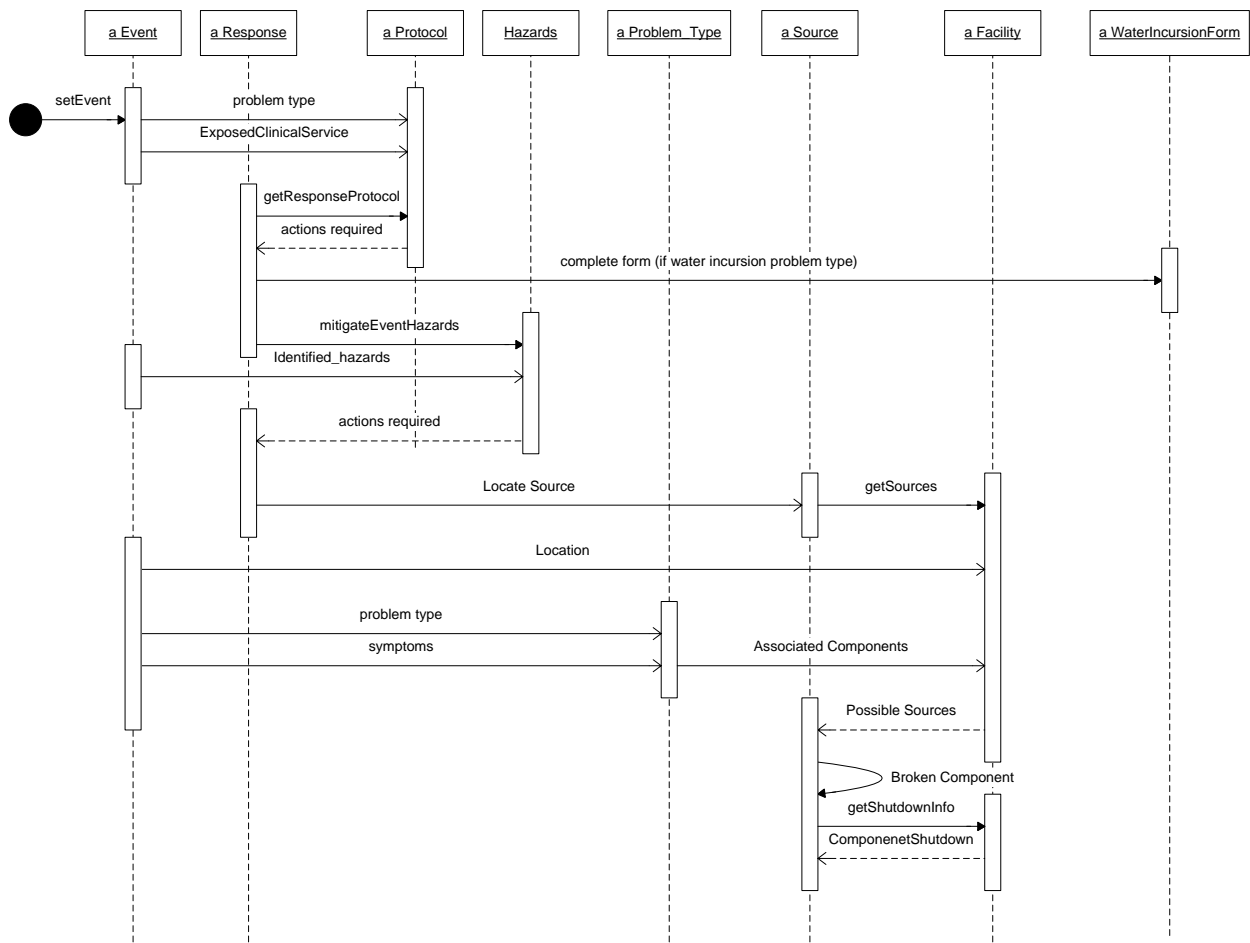 a Event
a Response
a Protocol
Hazards
a Problem_Type
a Source
a Facility
a WaterIncursionForm
setEvent
problem type
ExposedClinicalService
getResponseProtocol
actions required
complete form (if water incursion problem type)
mitigateEventHazards
Identified_hazards
actions required
Locate Source
getSources
Location
problem type
symptoms
Associated Components
Possible Sources
Broken Component
getShutdownInfo
ComponenetShutdown